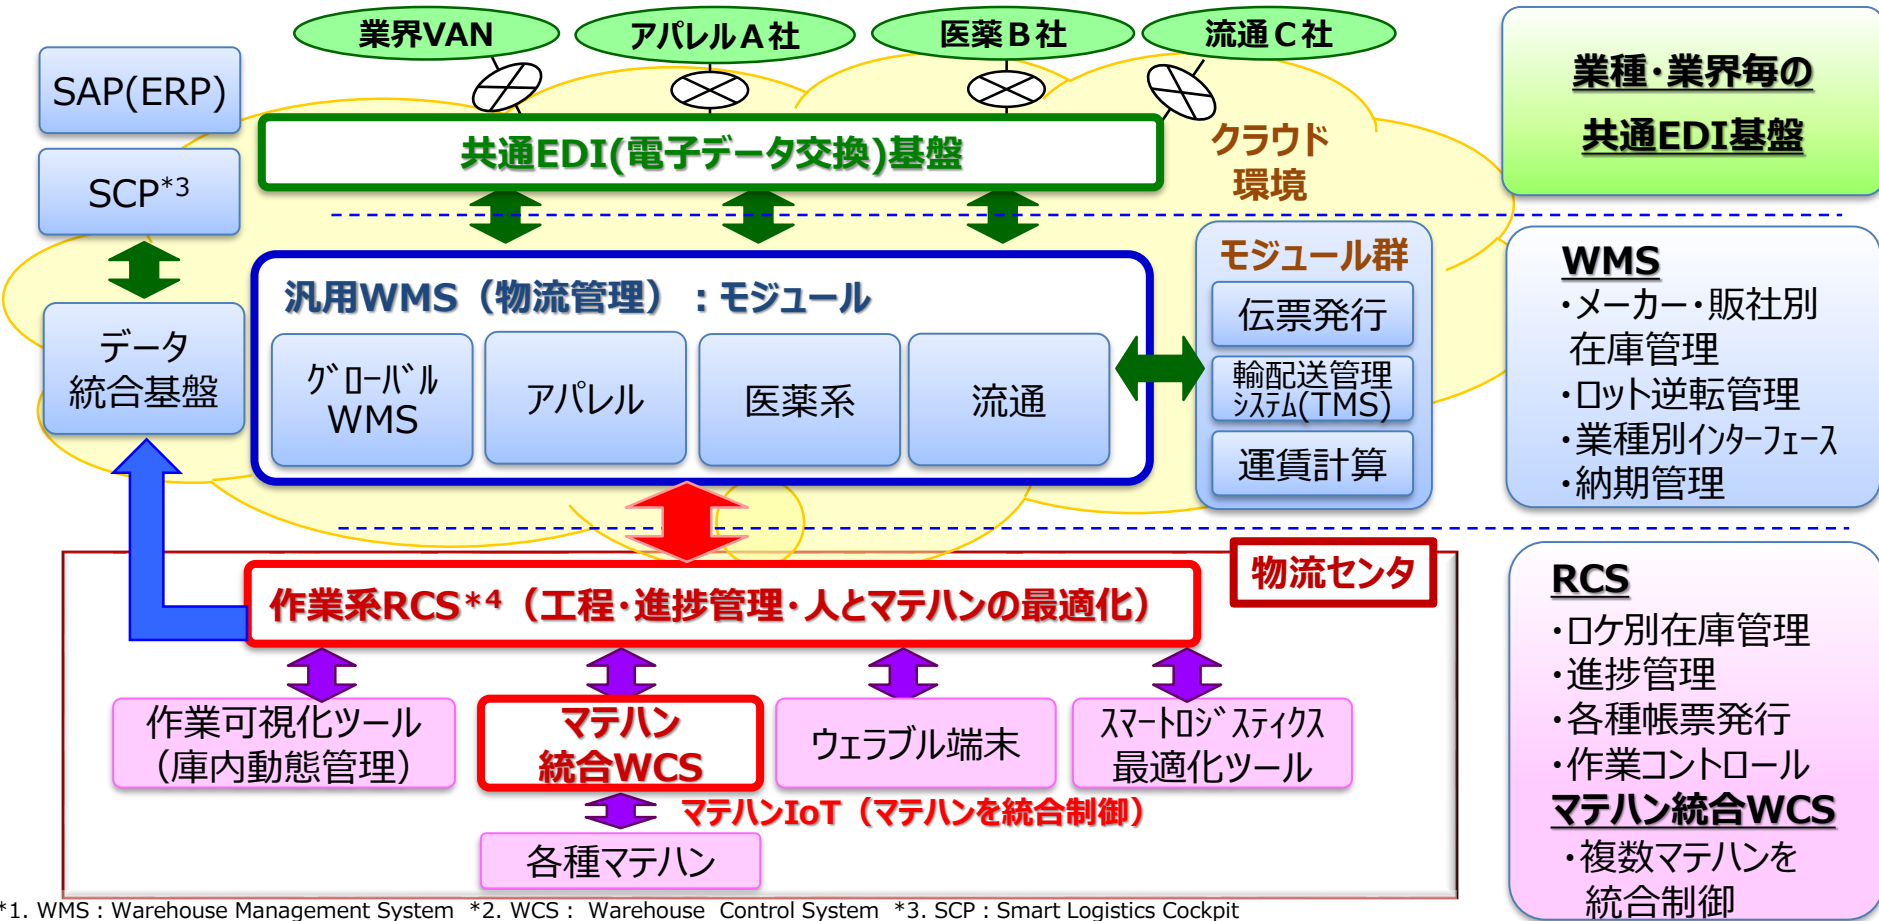 業界VAN
アパレルA社
医薬B社
流通C社
SAP(ERP)
SCP*3
共通EDI(電子データ交換)基盤
クラウド
環境
業種・業界毎の
共通EDI基盤
データ
統合基盤
汎用WMS（物流管理）：モジュール
ｸﾞﾛｰﾊﾞﾙ
WMS
アパレル
医薬系
流通
モジュール群
伝票発行
輸配送管理
ｼｽﾃﾑ(TMS)
運賃計算
WMS
・メーカー・販社別
在庫管理
・ロット逆転管理
・業種別ｲﾝﾀｰﾌｪｰｽ
・納期管理
物流センタ
作業系RCS*4（工程・進捗管理・人とマテハンの最適化）
作業可視化ツール
（庫内動態管理）
マテハン
統合WCS
ウェラブル端末
ｽﾏｰﾄﾛｼﾞｽﾃｨｸｽ
最適化ツール
マテハンIoT（マテハンを統合制御）
各種マテハン
RCS
・ロケ別在庫管理
・進捗管理
・各種帳票発行
・作業コントロール
マテハン統合WCS
・複数マテハンを
統合制御
*1. WMS : Warehouse Management System *2. WCS : Warehouse Control System *3. SCP : Smart Logistics Cockpit